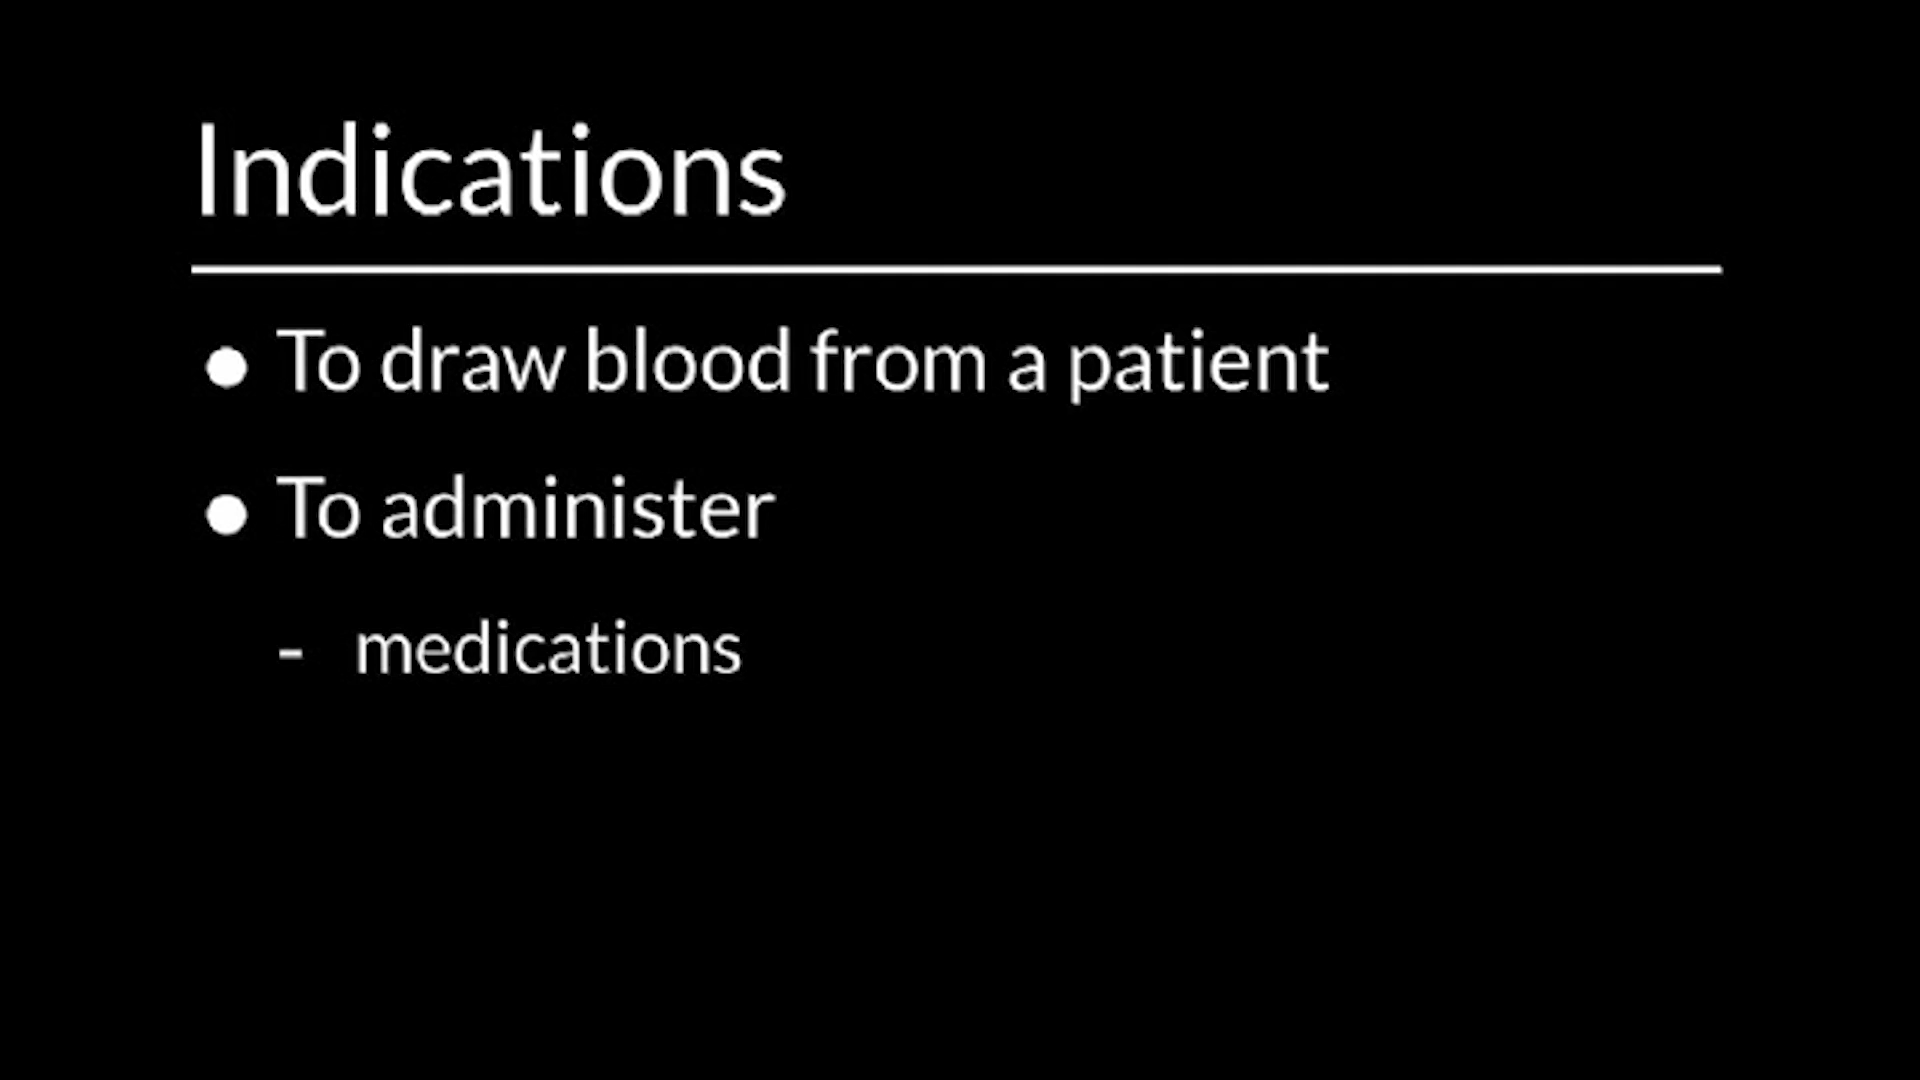 Indications
● To draw blood from a patient
● To administer
- medications